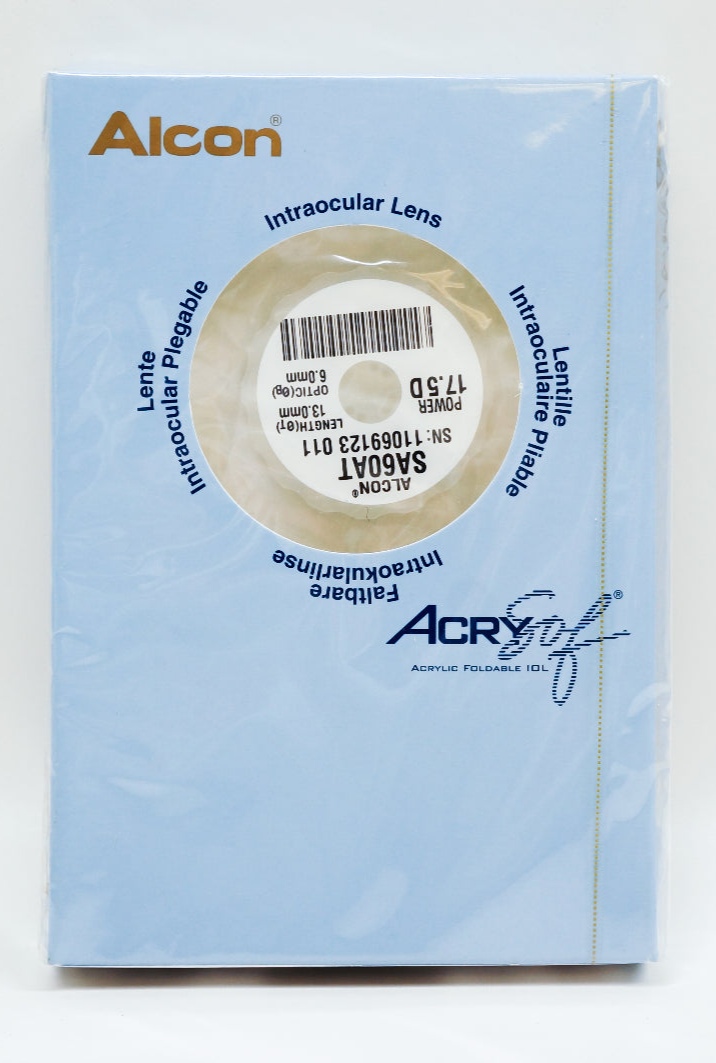 Alcon®
Intraocular Lens
Lente
Intraocular Plegable
Lentille
Intraoculaire Pliable
Faltbare
Intraokularlinse
ALCON®
SA60AT
SN: 11069123 011
POWER
17.5 D
LENGTH(ØT)
13.0mm
OPTIC(ØB)
6.0mm
ACRYSof®
ACRYLIC FOLDABLE IOL